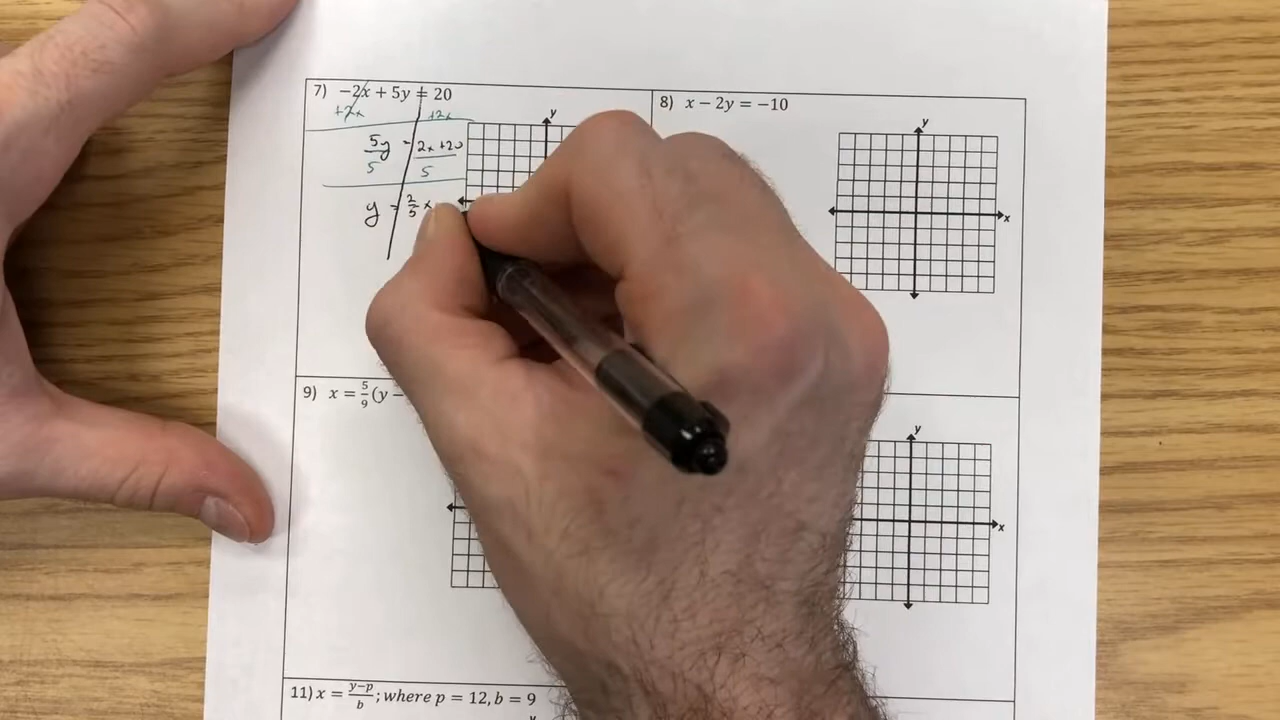 7) −2x + 5y = 20
+2x +2x
5y = 2x +20
5 5
y = 2/5 x
y
8) x − 2y = −10
y
x
9) x = 5/9 (y −
y
x
11) x = y−p/b ; where p = 12, b = 9